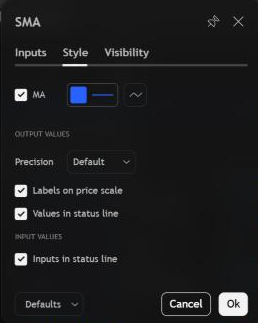 SMA
Inputs Style Visibility
MA
OUTPUT VALUES
Precision Default
Labels on price scale
Values in status line
INPUT VALUES
Inputs in status line
Defaults Cancel Ok